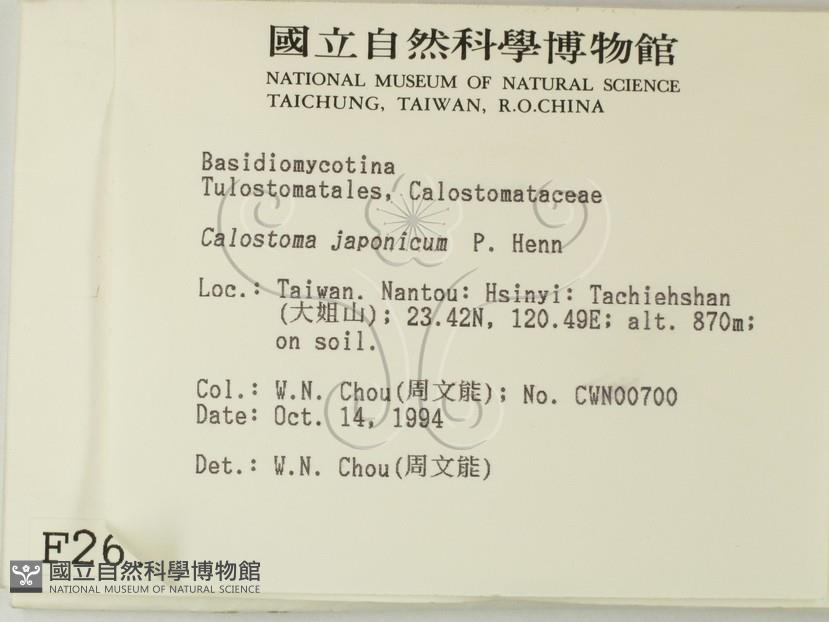 國立自然科學博物館
NATIONAL MUSEUM OF NATURAL SCIENCE
TAICHUNG, TAIWAN, R.O.CHINA
Basidiomycotina
Tulostomatales, Calostomataceae
Calostoma japonicum P. Henn
Loc.: Taiwan. Nantou: Hsinyi: Tachiehshan
(大姐山); 23.42N, 120.49E; alt. 870m;
on soil.
Col.: W.N. Chou(周文能); No. CWN00700
Date: Oct. 14, 1994
Det.: W.N. Chou(周文能)
F26
國立自然科學博物館
NATIONAL MUSEUM OF NATURAL SCIENCE